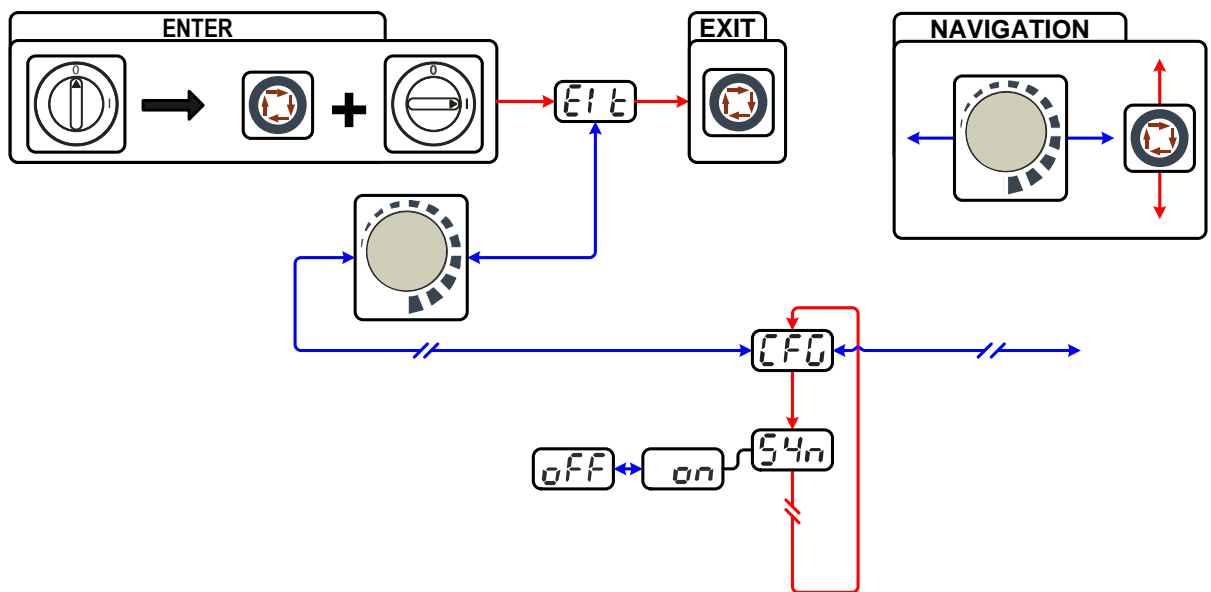 ENTER
EXIT
NAVIGATION
0
I
0
I
EIt
CFG
oFF
on
SYn